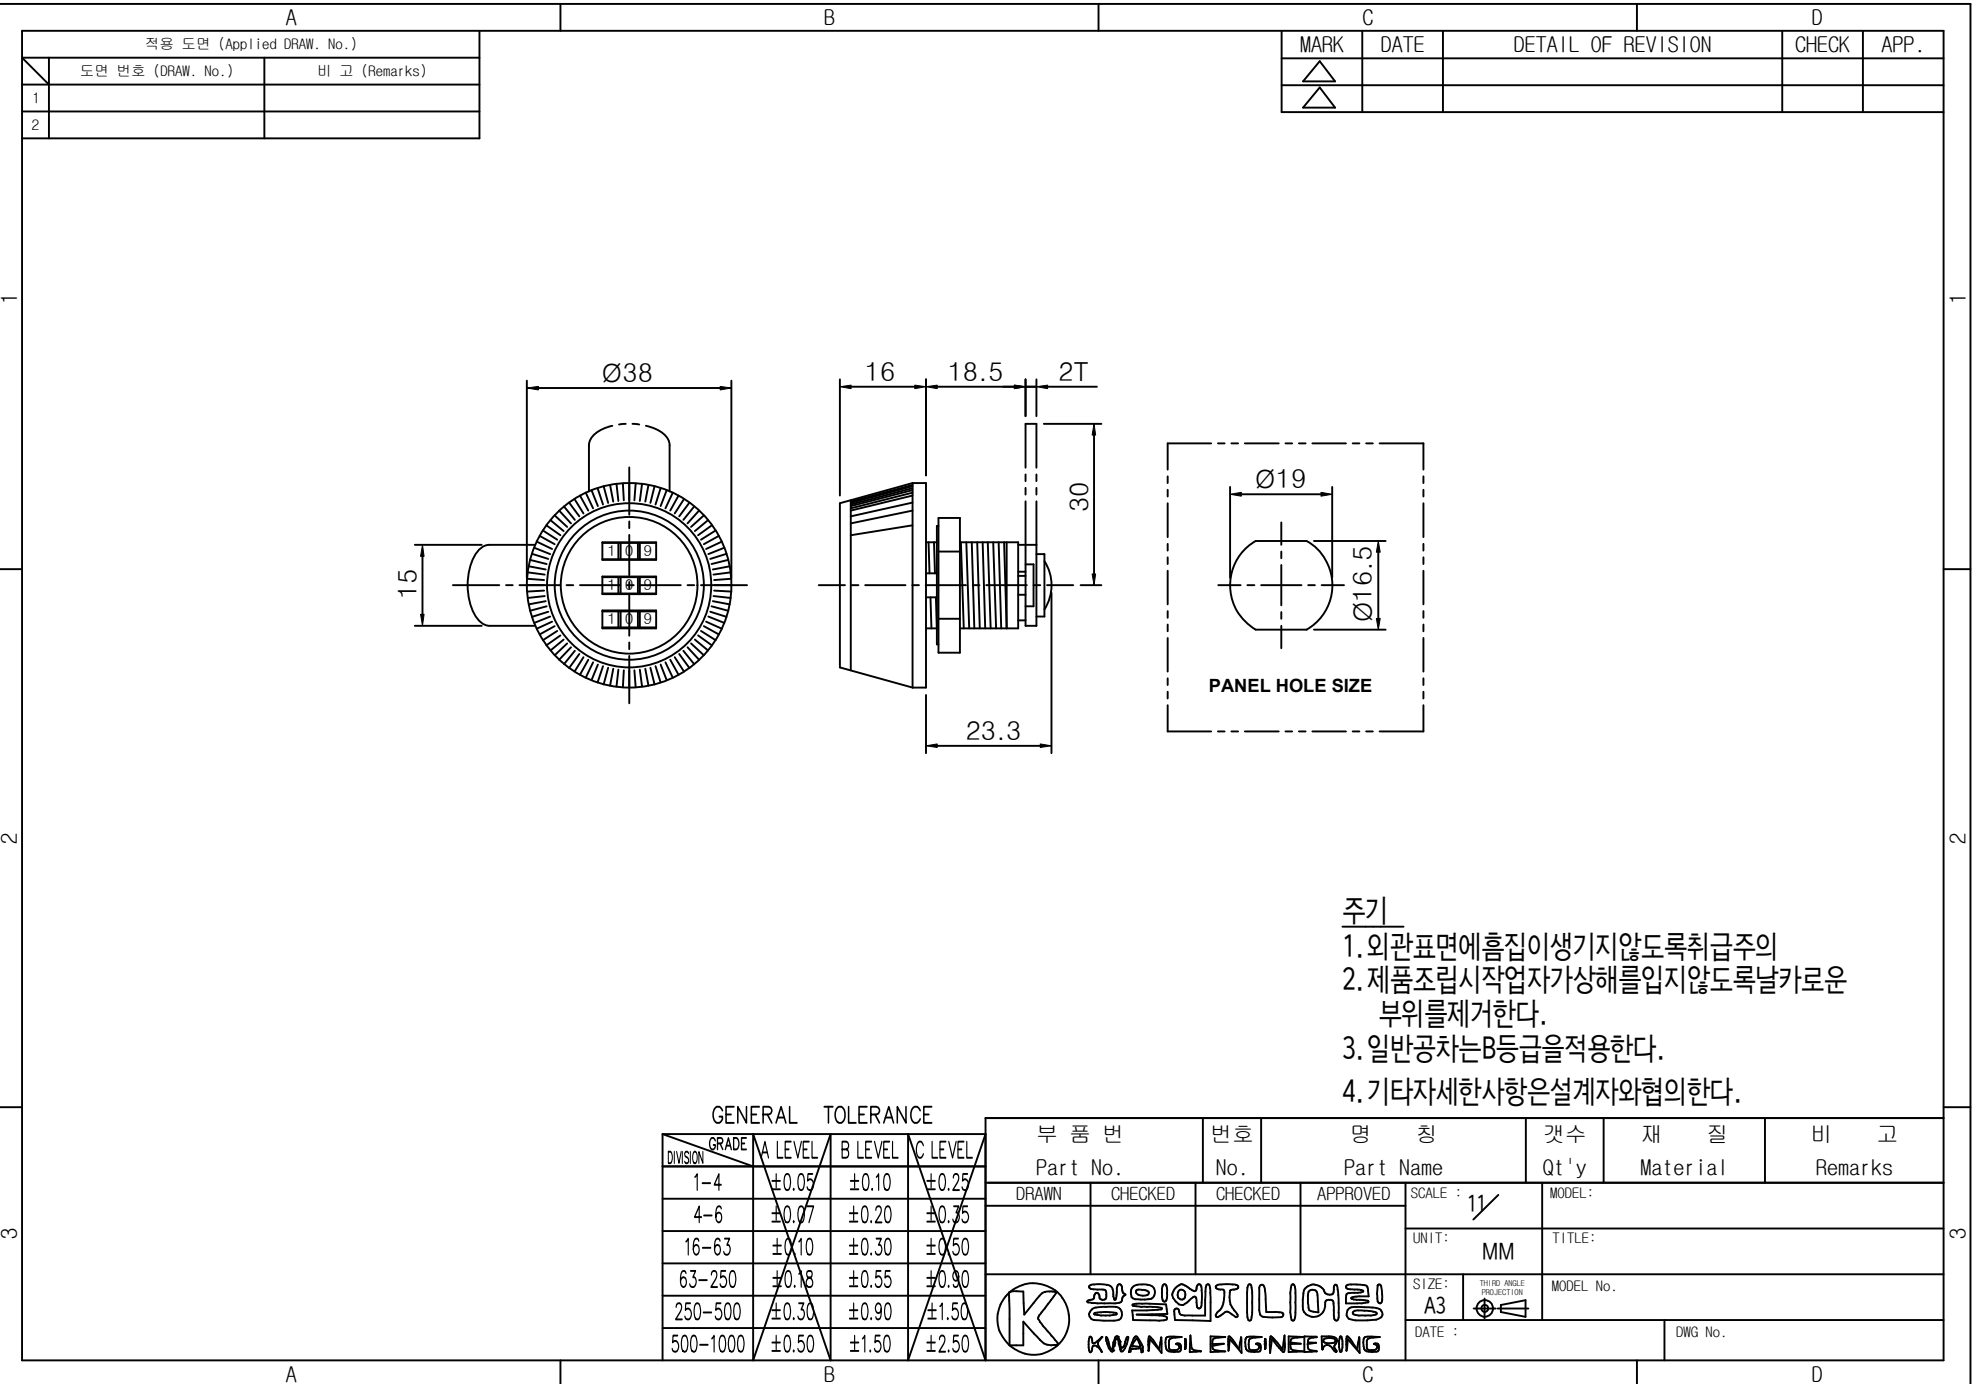 A B C D
적용 도면 (Applied DRAW. No.)
도면 번호 (DRAW. No.) 비 고 (Remarks)
1
2
MARK DATE DETAIL OF REVISION CHECK APP.
1 1
Ø38
15
1 0 9
1 0 9
1 0 9
16 18.5 2T
30
23.3
Ø19
Ø16.5
PANEL HOLE SIZE
2 2
주기
1.외관표면에흠집이생기지않도록취급주의
2.제품조립시작업자가상해를입지않도록날카로운
부위를제거한다.
3.일반공차는B등급을적용한다.
4.기타자세한사항은설계자와협의한다.
GENERAL TOLERANCE
GRADE
DIVISION A LEVEL B LEVEL C LEVEL
1-4 ±0.05 ±0.10 ±0.25
4-6 ±0.07 ±0.20 ±0.35
16-63 ±0.10 ±0.30 ±0.50
63-250 ±0.18 ±0.55 ±0.90
250-500 ±0.30 ±0.90 ±1.50
500-1000 ±0.50 ±1.50 ±2.50
3 3
부 품 번 번호 명 칭 갯수 재 질 비 고
Part No. No. Part Name Qt'y Material Remarks
DRAWN CHECKED CHECKED APPROVED SCALE : 11/ MODEL:
UNIT: MM TITLE:
SIZE: A3 THIRD ANGLE PROJECTION MODEL No.
DATE : DWG No.
K 광일엔지니어링
KWANGIL ENGINEERING
A B C D